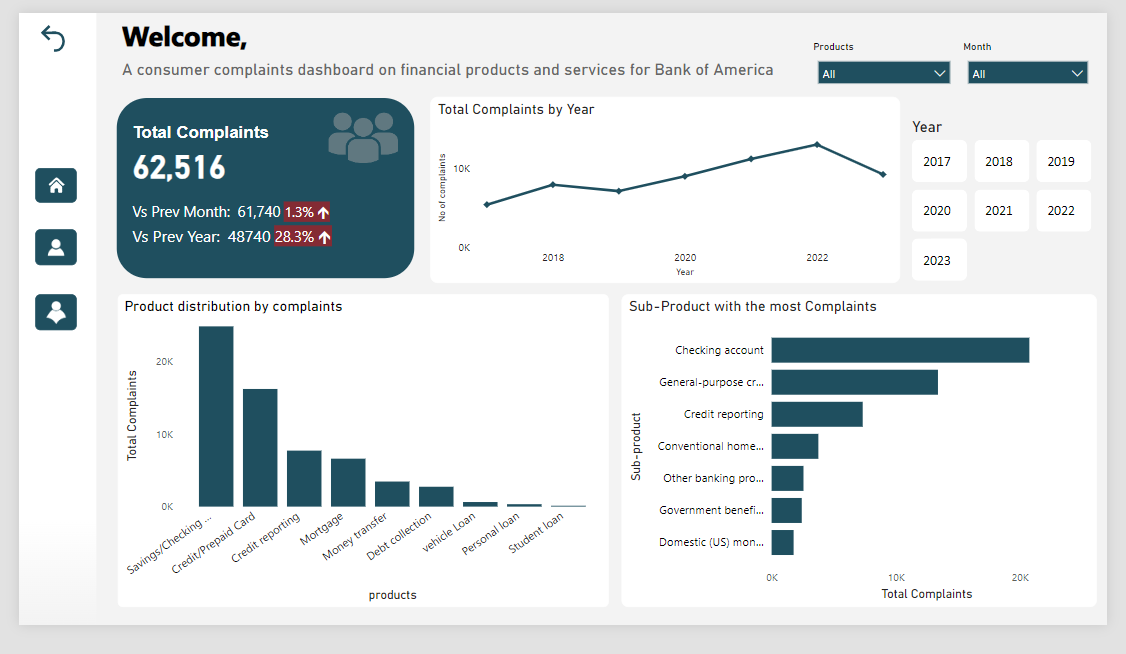 Welcome,
A consumer complaints dashboard on financial products and services for Bank of America
Products
All
Month
All
Total Complaints
62,516
Vs Prev Month: 61,740 1.3%
Vs Prev Year: 48740 28.3%
Total Complaints by Year
No of complaints
10K
0K
2018
2020
2022
Year
Year
2017
2018
2019
2020
2021
2022
2023
Product distribution by complaints
Total Complaints
20K
10K
0K
Savings/Checking ...
Credit/Prepaid Card
Credit reporting
Mortgage
Money transfer
Debt collection
vehicle Loan
Personal loan
Student loan
products
Sub-Product with the most Complaints
Sub-product
Checking account
General-purpose cr...
Credit reporting
Conventional home...
Other banking pro...
Government benefi...
Domestic (US) mon...
0K
10K
20K
Total Complaints